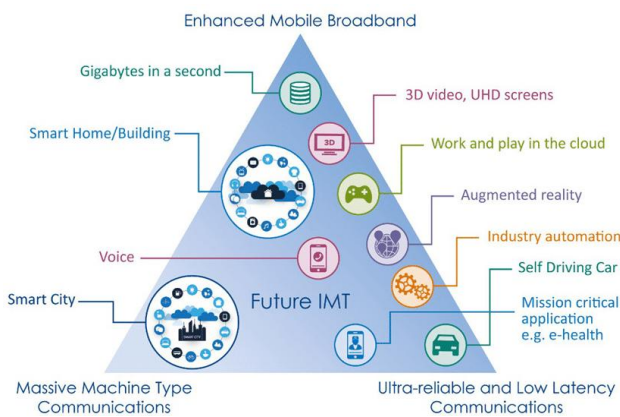 Enhanced Mobile Broadband
Gigabytes in a second
3D video, UHD screens
3D
Smart Home/Building
Work and play in the cloud
Augmented reality
Industry automation
Voice
Self Driving Car
Smart City
Future IMT
Mission critical
application
e.g. e-health
SMART CITY
Massive Machine Type
Communications
Ultra-reliable and Low Latency
Communications